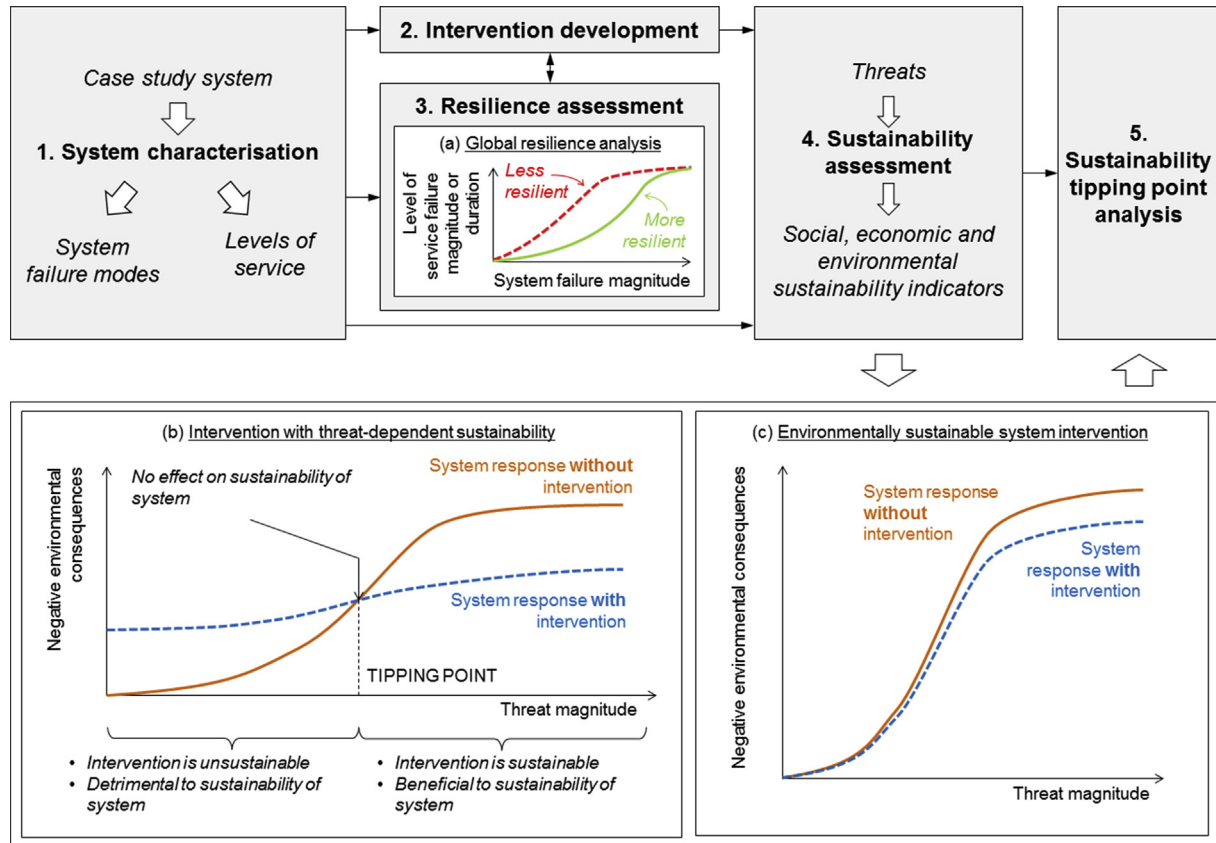 Case study system
1. System characterisation
System
failure modes
Levels of
service
2. Intervention development
3. Resilience assessment
(a) Global resilience analysis
Level of
service failure
magnitude or
duration
Less
resilient
More
resilient
System failure magnitude
Threats
4. Sustainability
assessment
Social, economic and
environmental
sustainability indicators
5.
Sustainability
tipping point
analysis
(b) Intervention with threat-dependent sustainability
Negative environmental
consequences
No effect on sustainability of
system
System response without
intervention
System response with
intervention
TIPPING POINT
Threat magnitude
• Intervention is unsustainable
• Detrimental to sustainability of
system
• Intervention is sustainable
• Beneficial to sustainability of
system
(c) Environmentally sustainable system intervention
Negative environmental consequences
System response
without
intervention
System
response with
intervention
Threat magnitude